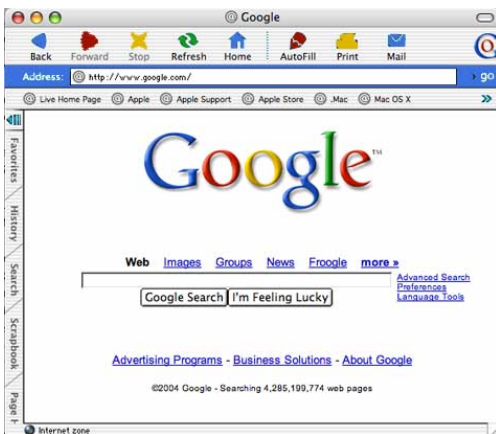 Google
Back Forward Stop Refresh Home AutoFill Print Mail
Address: http://www.google.com/ go
Live Home Page Apple Apple Support Apple Store .Mac Mac OS X »
Favorites
History
Search
Scrapbook
Page
Google™
Web Images Groups News Froogle more »
Advanced Search
Preferences
Language Tools
Google Search I'm Feeling Lucky
Advertising Programs - Business Solutions - About Google
©2004 Google - Searching 4,285,199,774 web pages
Internet zone